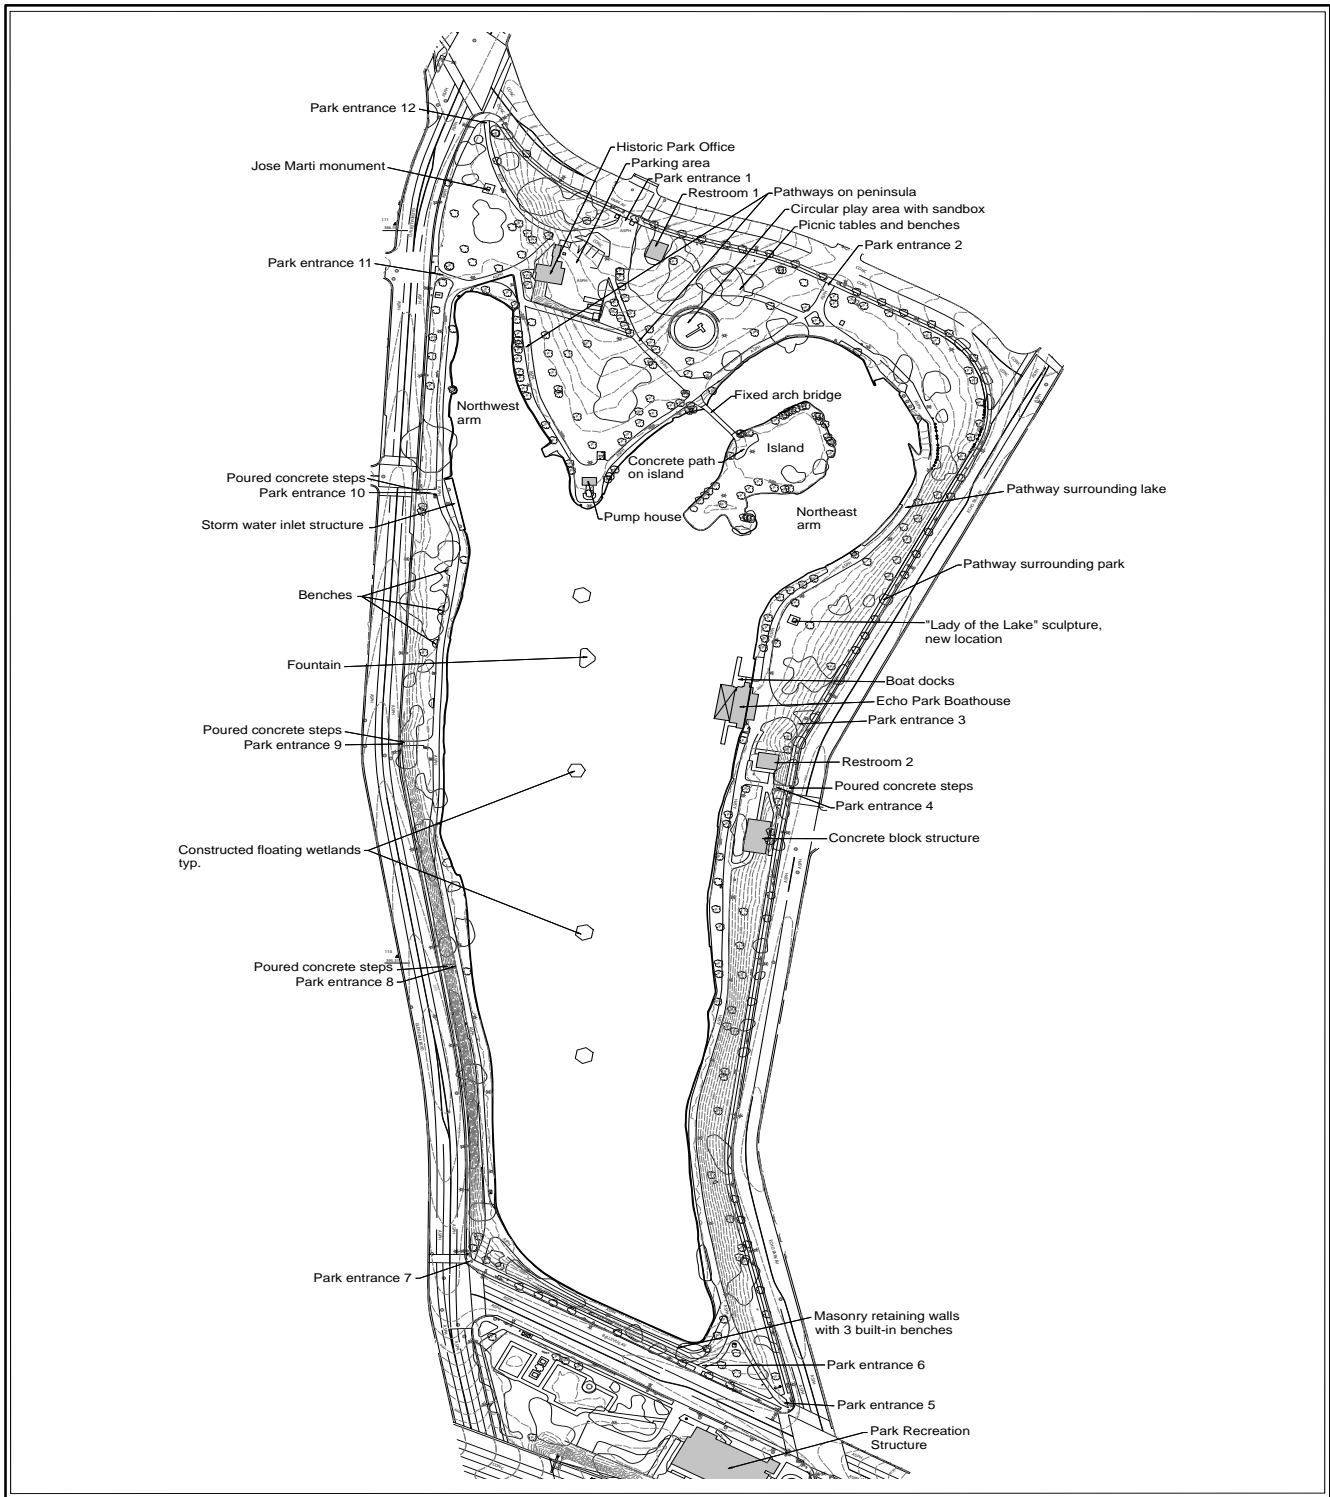 Park entrance 12
Historic Park Office
Parking area
Jose Marti monument
Park entrance 1
Restroom 1
Pathways on peninsula
Circular play area with sandbox
Picnic tables and benches
Park entrance 2
Park entrance 11
Fixed arch bridge
Northwest
arm
Island
Concrete path
on island
Poured concrete steps
Park entrance 10
Pathway surrounding lake
Storm water inlet structure
Pump house
Northeast
arm
Pathway surrounding park
Benches
"Lady of the Lake" sculpture,
new location
Fountain
Boat docks
Echo Park Boathouse
Park entrance 3
Poured concrete steps
Park entrance 9
Restroom 2
Poured concrete steps
Park entrance 4
Concrete block structure
Constructed floating wetlands
typ.
Poured concrete steps
Park entrance 8
Park entrance 7
Masonry retaining walls
with 3 built-in benches
Park entrance 6
Park entrance 5
Park Recreation
Structure